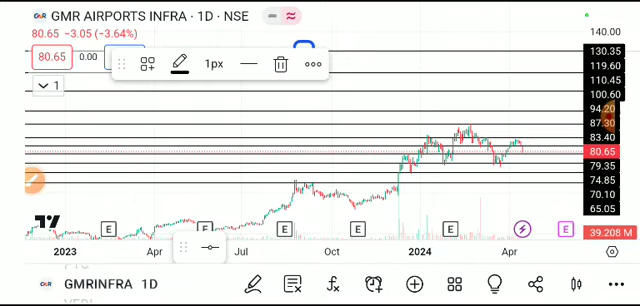 GMR GMR AIRPORTS INFRA · 1D · NSE
80.65 −3.05 (−3.64%)
80.65 0.00
1px
1
140.00
130.35
119.60
110.45
100.60
94.20
87.30
83.40
80.65
79.35
74.85
70.10
65.05
39.208 M
E E E E E E
2023 Apr Jul Oct 2024 Apr
GMR GMRINFRA 1D